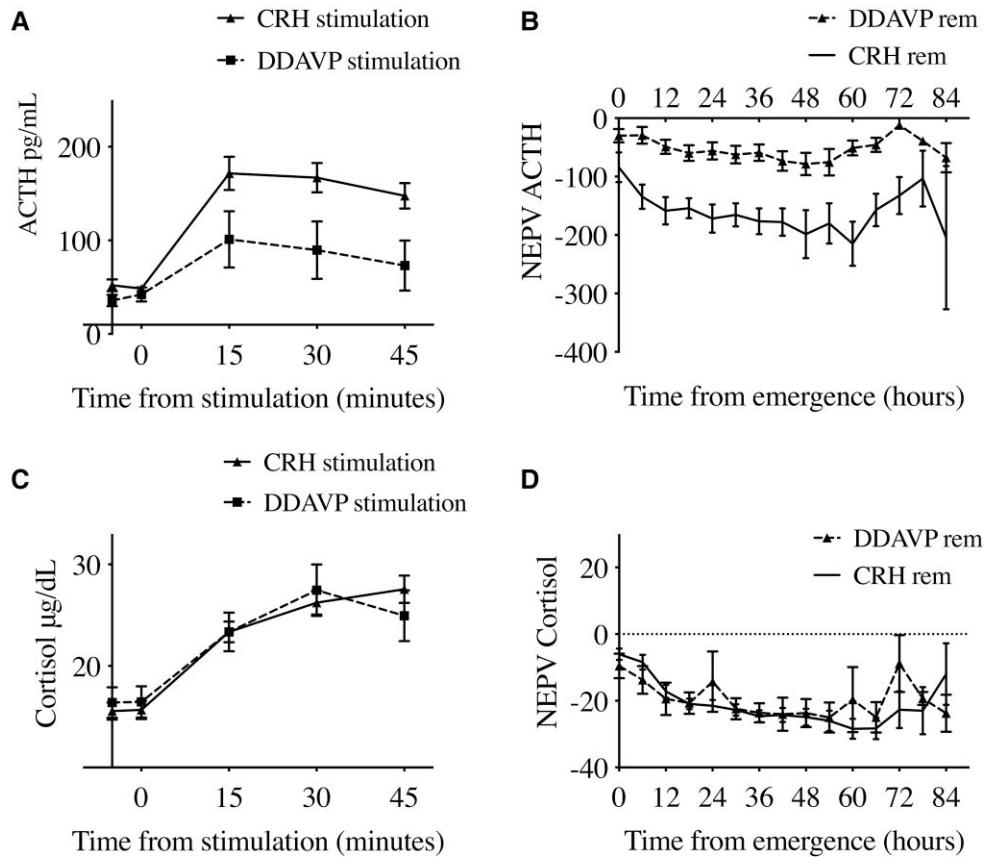 A
CRH stimulation
DDAVP stimulation
ACTH pg/mL
200
100
0
0 15 30 45
Time from stimulation (minutes)
B
DDAVP rem
CRH rem
0 12 24 36 48 60 72 84
NEPV ACTH
0
-100
-200
-300
-400
Time from emergence (hours)
C
CRH stimulation
DDAVP stimulation
Cortisol µg/dL
30
20
0 15 30 45
Time from stimulation (minutes)
D
DDAVP rem
CRH rem
NEPV Cortisol
20
0
-20
-40
0 12 24 36 48 60 72 84
Time from emergence (hours)